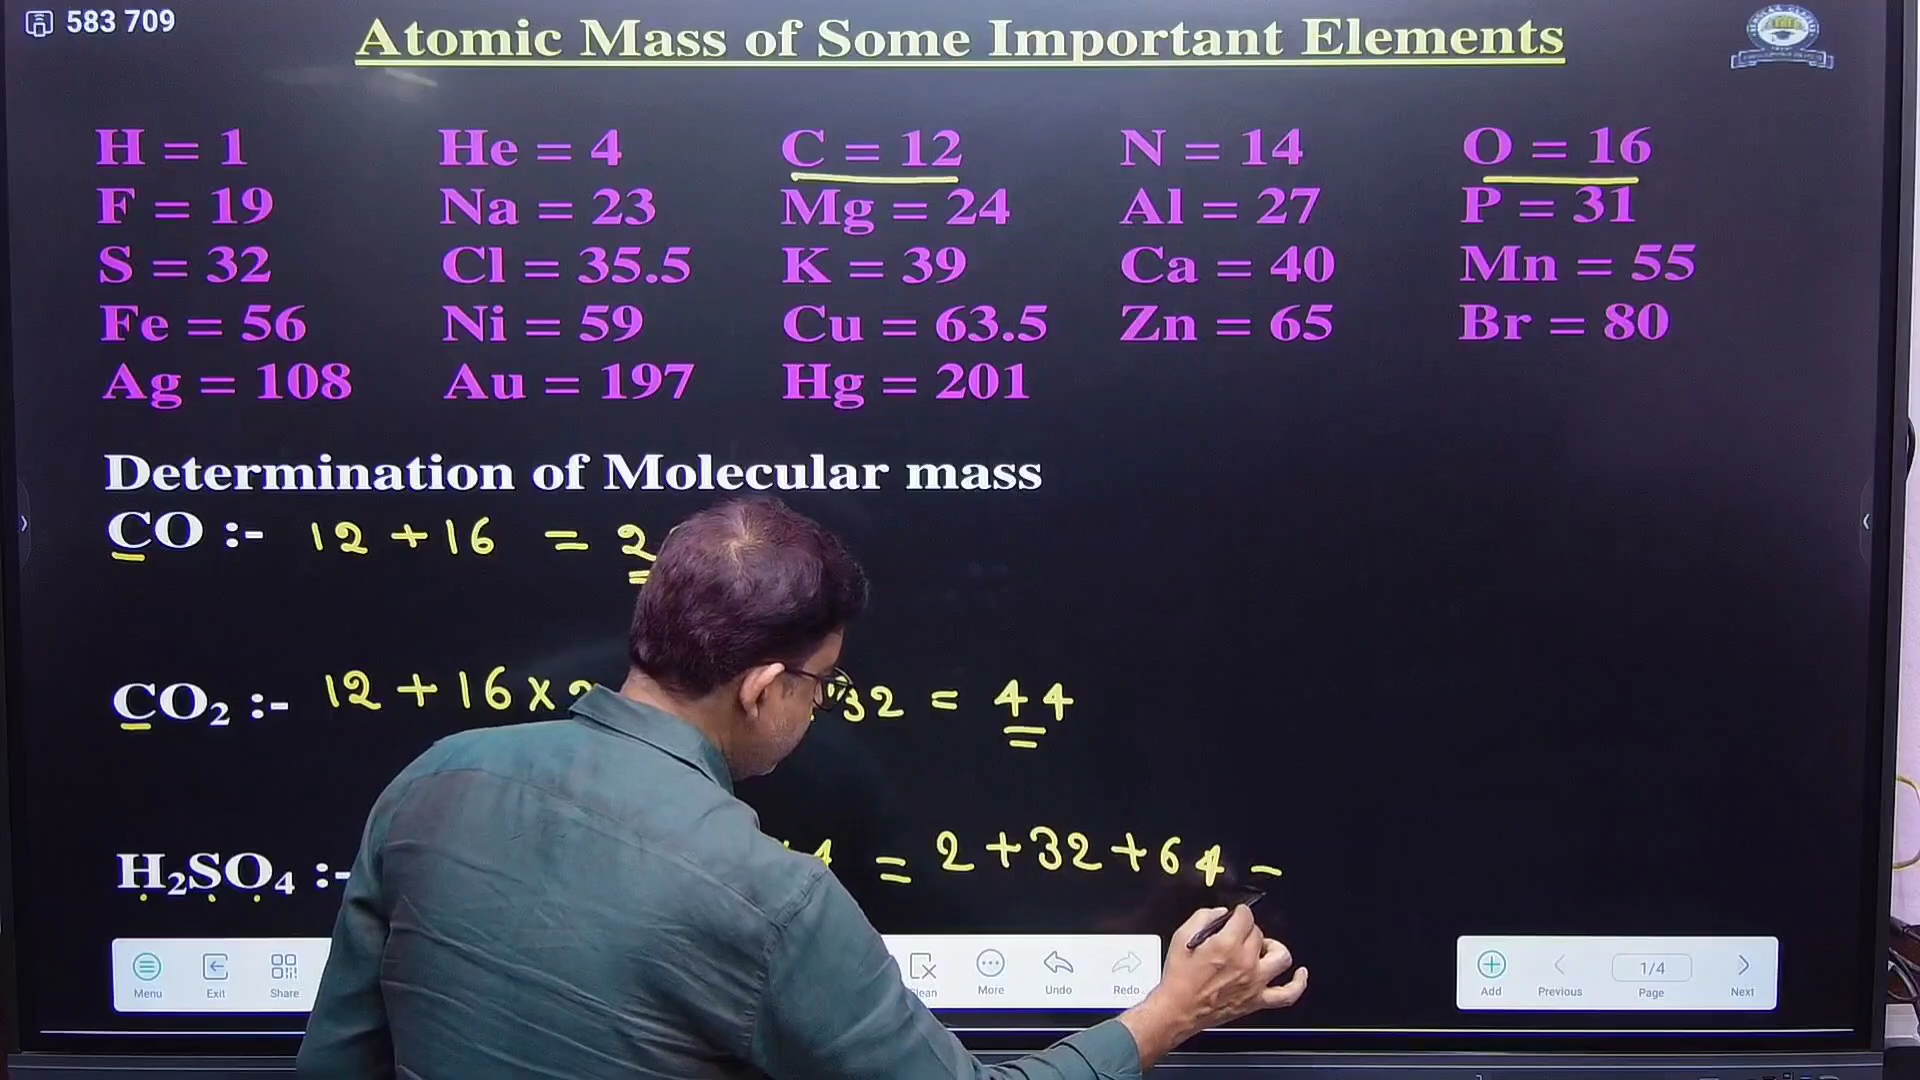 583 709
Atomic Mass of Some Important Elements
H = 1 He = 4 C = 12 N = 14 O = 16
F = 19 Na = 23 Mg = 24 Al = 27 P = 31
S = 32 Cl = 35.5 K = 39 Ca = 40 Mn = 55
Fe = 56 Ni = 59 Cu = 63.5 Zn = 65 Br = 80
Ag = 108 Au = 197 Hg = 201
Determination of Molecular mass
CO :- 12 + 16 = 2
CO₂ :- 12 + 16 × 32 = 44
H₂SO₄ :- 4 = 2 + 32 + 64 -
Menu Exit Share More Undo Redo Add Previous 1/4 Page Next